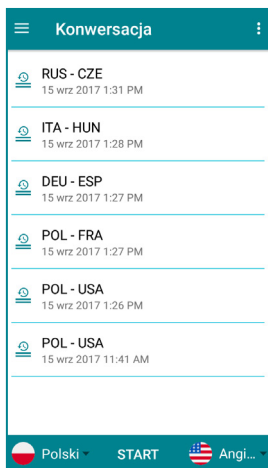 Konwersacja
RUS - CZE
15 wrz 2017 1:31 PM
ITA - HUN
15 wrz 2017 1:28 PM
DEU - ESP
15 wrz 2017 1:27 PM
POL - FRA
15 wrz 2017 1:27 PM
POL - USA
15 wrz 2017 1:26 PM
POL - USA
15 wrz 2017 11:41 AM
Polski START Angi...